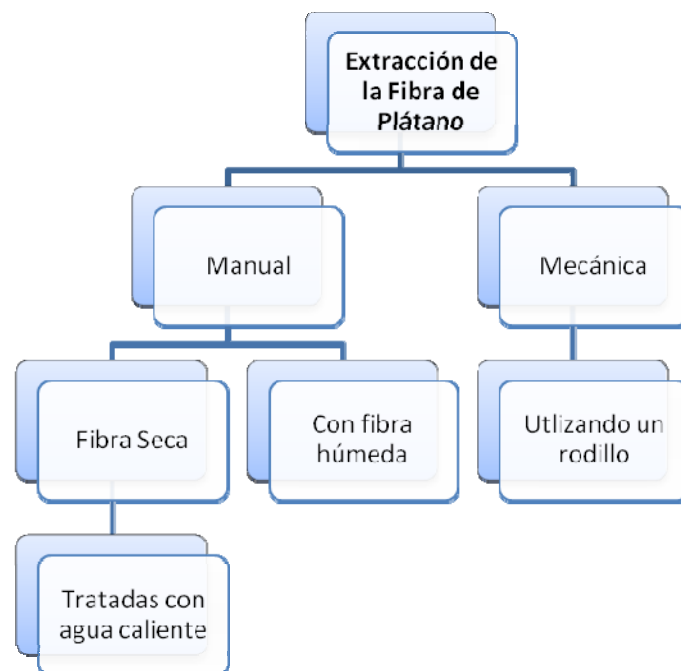 Extracción de
la Fibra de
Plátano
Manual
Mecánica
Fibra Seca
Con fibra
húmeda
Utlizando un
rodillo
Tratadas con
agua caliente